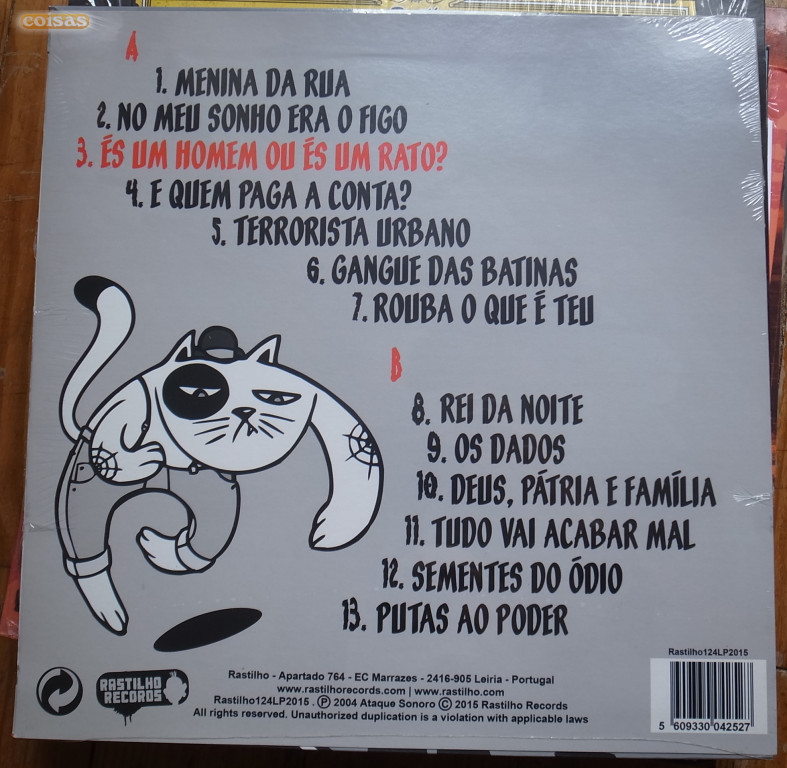 coisas
A
1. MENINA DA RUA
2. NO MEU SONHO ERA O FIGO
3. ÉS UM HOMEM OU ÉS UM RATO?
4. E QUEM PAGA A CONTA?
5. TERRORISTA URBANO
6. GANGUE DAS BATINAS
7. ROUBA O QUE É TEU
B
8. REI DA NOITE
9. OS DADOS
10. DEUS, PÁTRIA E FAMÍLIA
11. TUDO VAI ACABAR MAL
12. SEMENTES DO ÓDIO
13. PUTAS AO PODER
RASTILHO RECORDS
Rastilho - Apartado 764 - EC Marrazes - 2416-905 Leiria - Portugal
www.rastilhorecords.com | www.rastilho.com
Rastilho124LP2015 . Ⓟ 2004 Ataque Sonoro © 2015 Rastilho Records
All rights reserved. Unauthorized duplication is a violation with applicable laws
Rastilho124LP2015
5 609330 042527